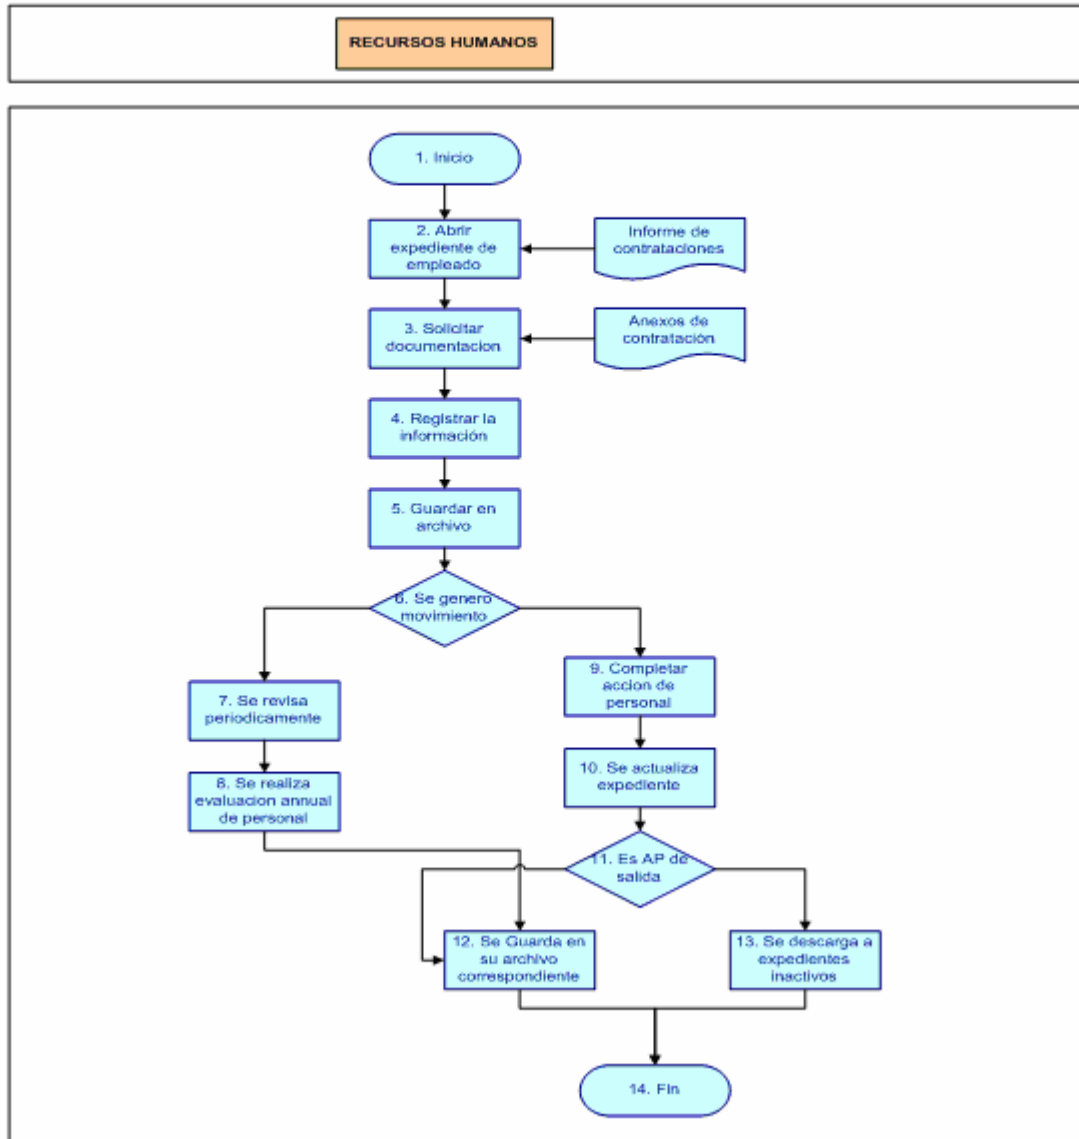 RECURSOS HUMANOS
1. Inicio
2. Abrir
expediente de
empleado
Informe de
contrataciones
3. Solicitar
documentacion
Anexos de
contratación
4. Registrar la
información
5. Guardar en
archivo
6. Se genero
movimiento
7. Se revisa
periodicamente
8. Se realiza
evaluacion annual
de personal
9. Completar
accion de
personal
10. Se actualiza
expediente
11. Es AP de
salida
12. Se Guarda en
su archivo
correspondiente
13. Se descarga a
expedientes
inactivos
14. Fin